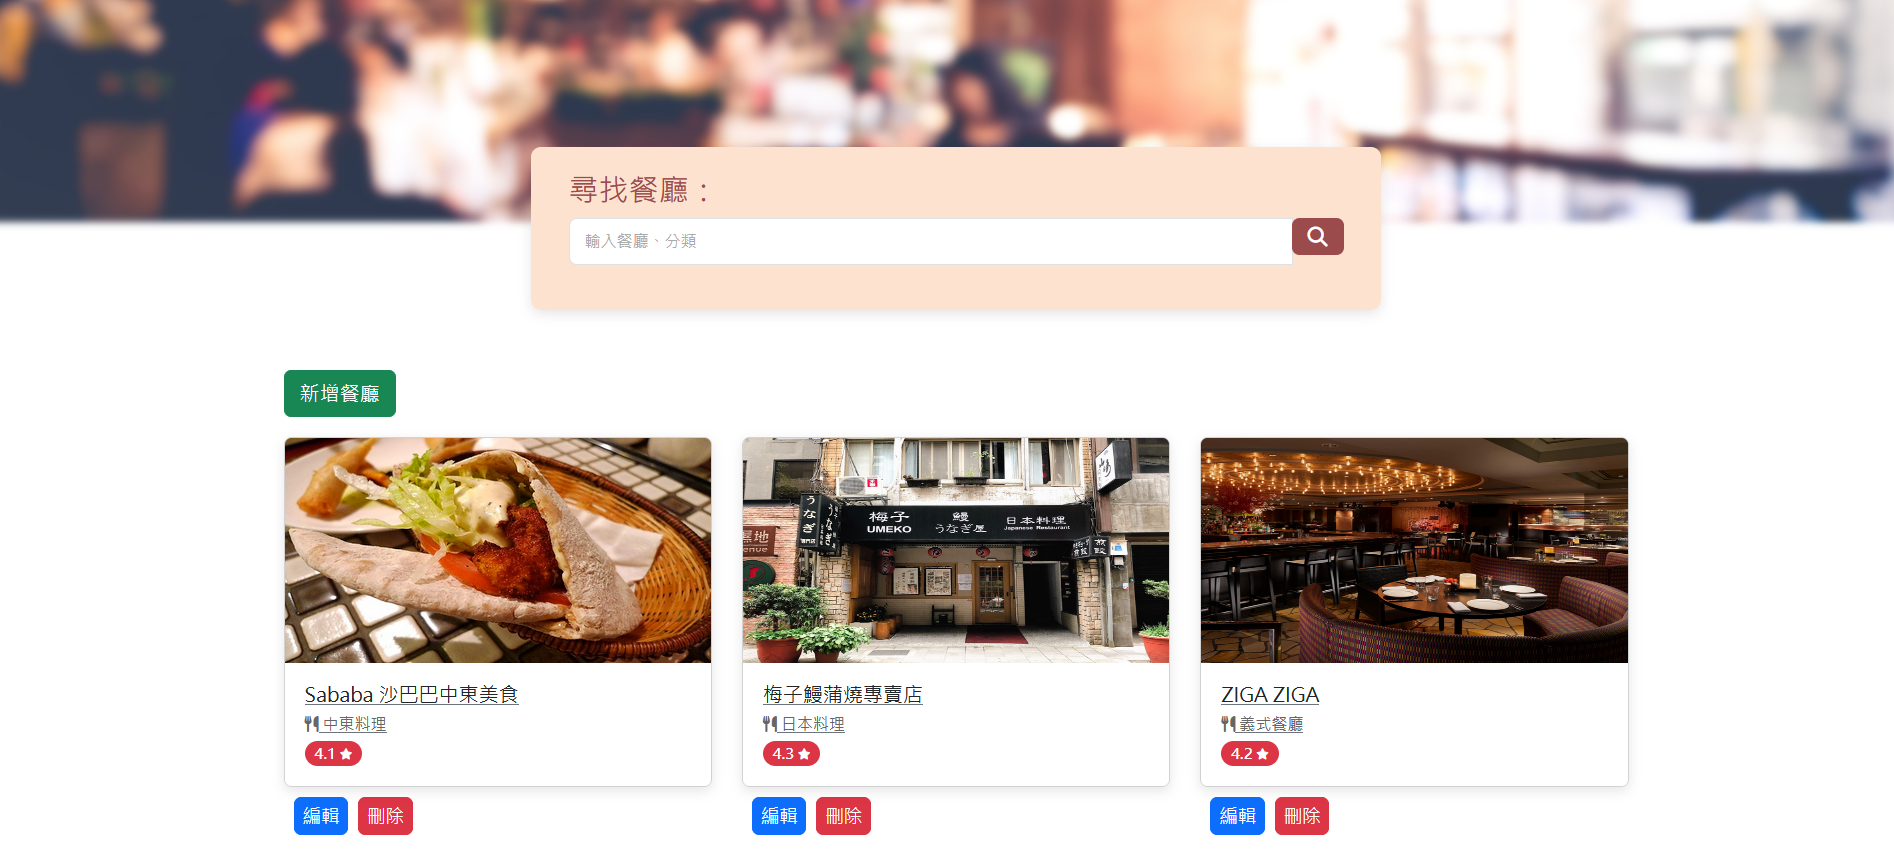 尋找餐廳：
輸入餐廳、分類
新增餐廳
梅子
UMEKO
鰻
うなぎ屋
日本料理
Japanese Restaurant
うなぎ
Sababa 沙巴巴中東美食
中東料理
4.1
編輯 刪除
梅子鰻蒲燒專賣店
日本料理
4.3
編輯 刪除
ZIGA ZIGA
義式餐廳
4.2
編輯 刪除